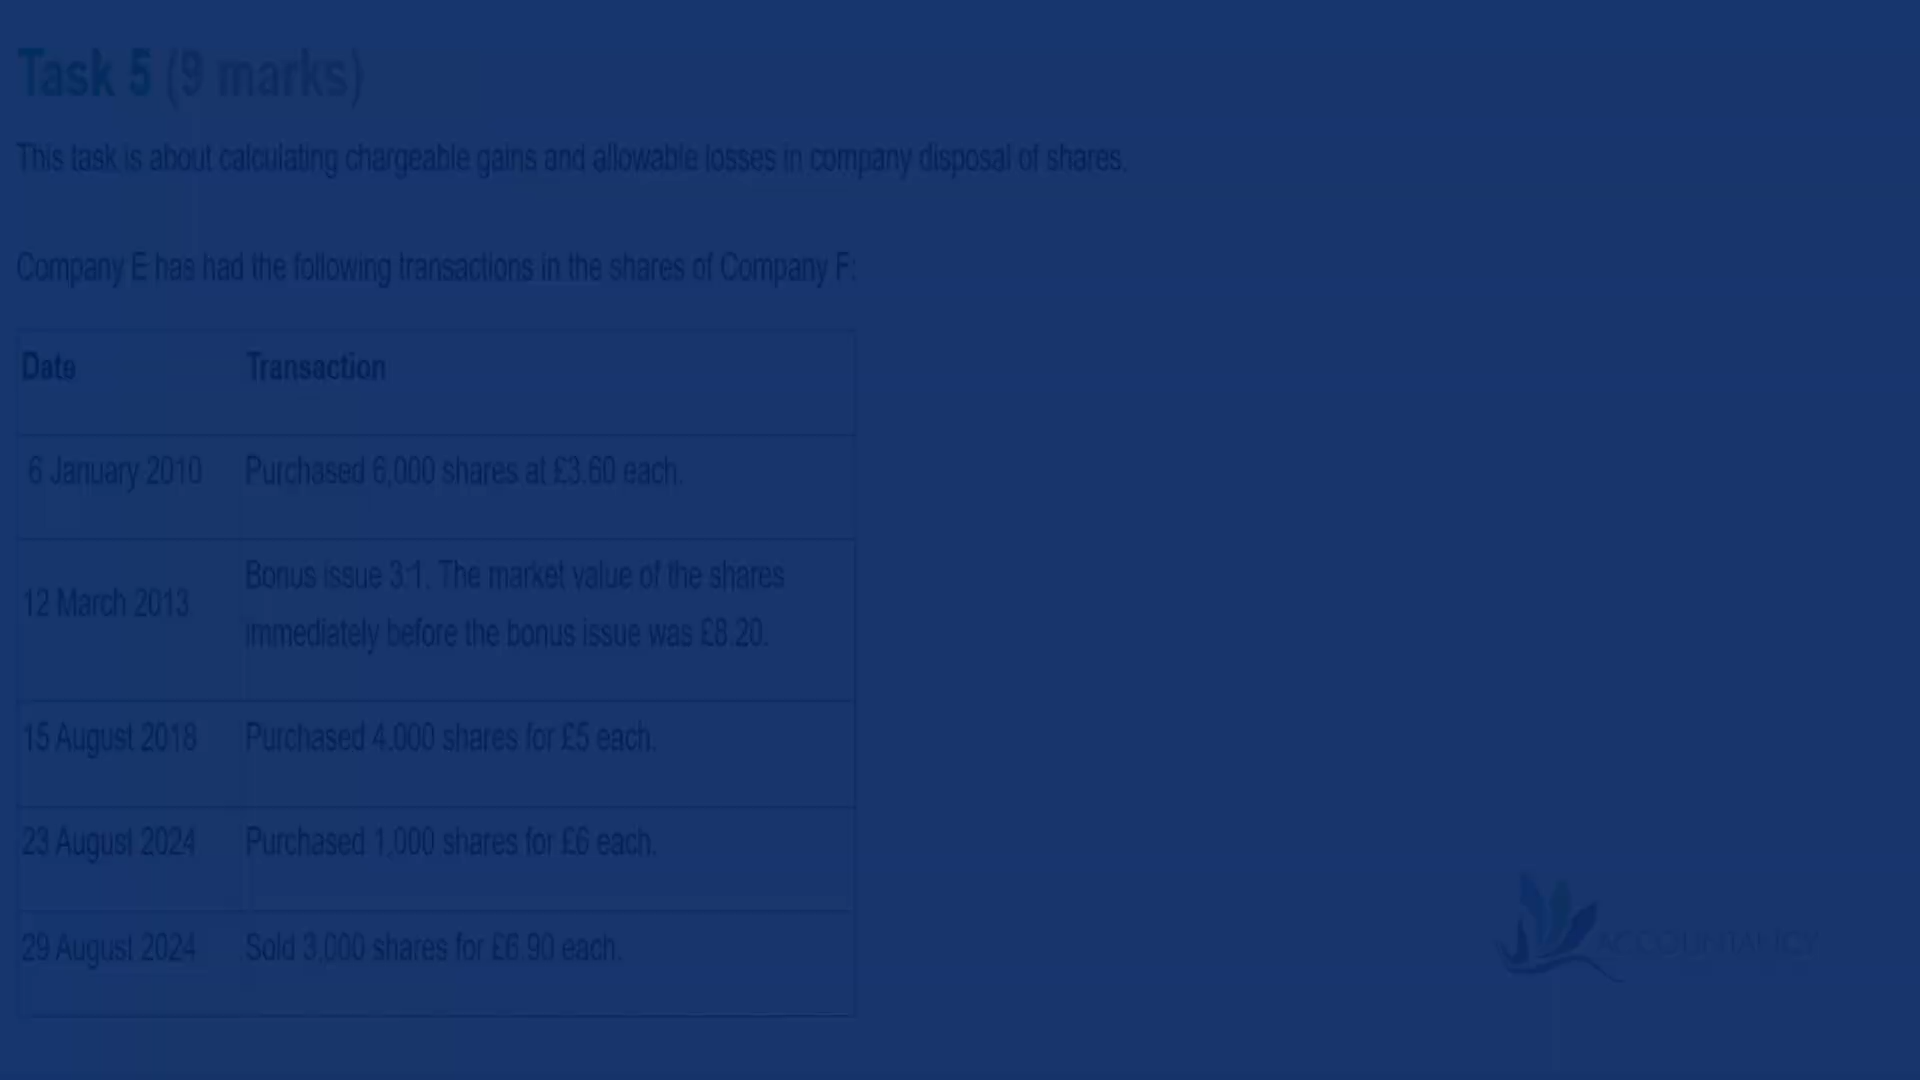 Task 5 (9 marks)
This task is about calculating chargeable gains and allowable losses in company disposal of shares.
Company E has had the following transactions in the shares of Company F:
Date Transaction
6 January 2010 Purchased 6,000 shares at £3.60 each.
12 March 2013 Bonus issue 3:1. The market value of the shares
immediately before the bonus issue was £8.20.
15 August 2018 Purchased 4,000 shares for £5 each.
23 August 2024 Purchased 1,000 shares for £6 each.
29 August 2024 Sold 3,000 shares for £6.90 each.
ACCOUNTANCY